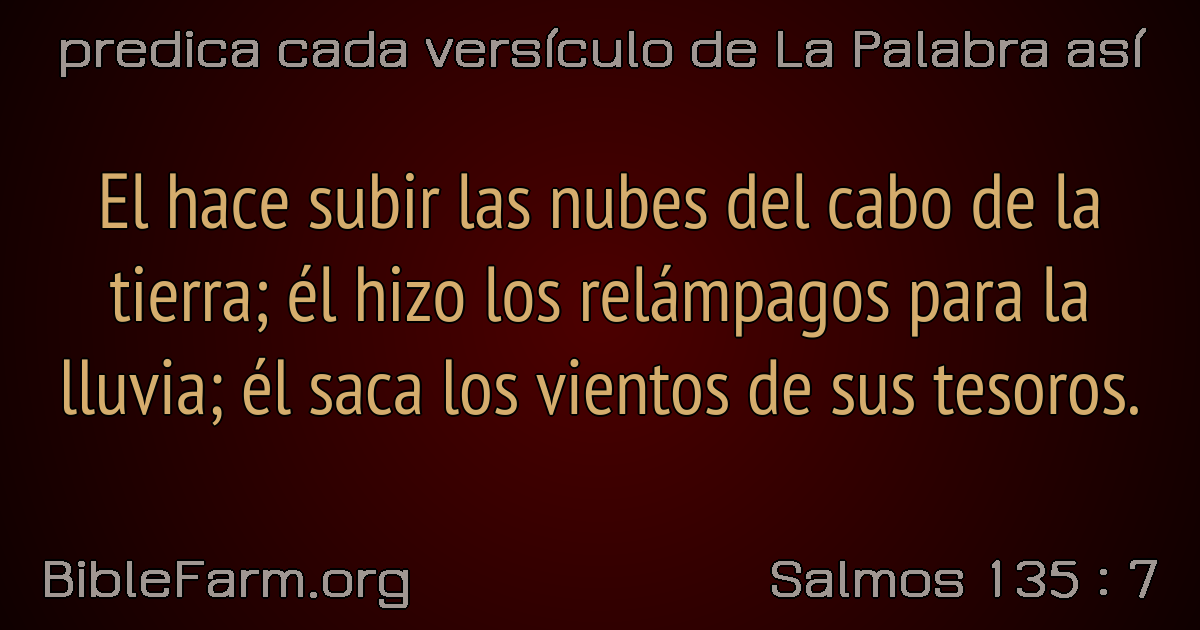 predica cada versículo de La Palabra así
El hace subir las nubes del cabo de la
tierra; él hizo los relámpagos para la
lluvia; él saca los vientos de sus tesoros.
BibleFarm.org
Salmos 135 : 7